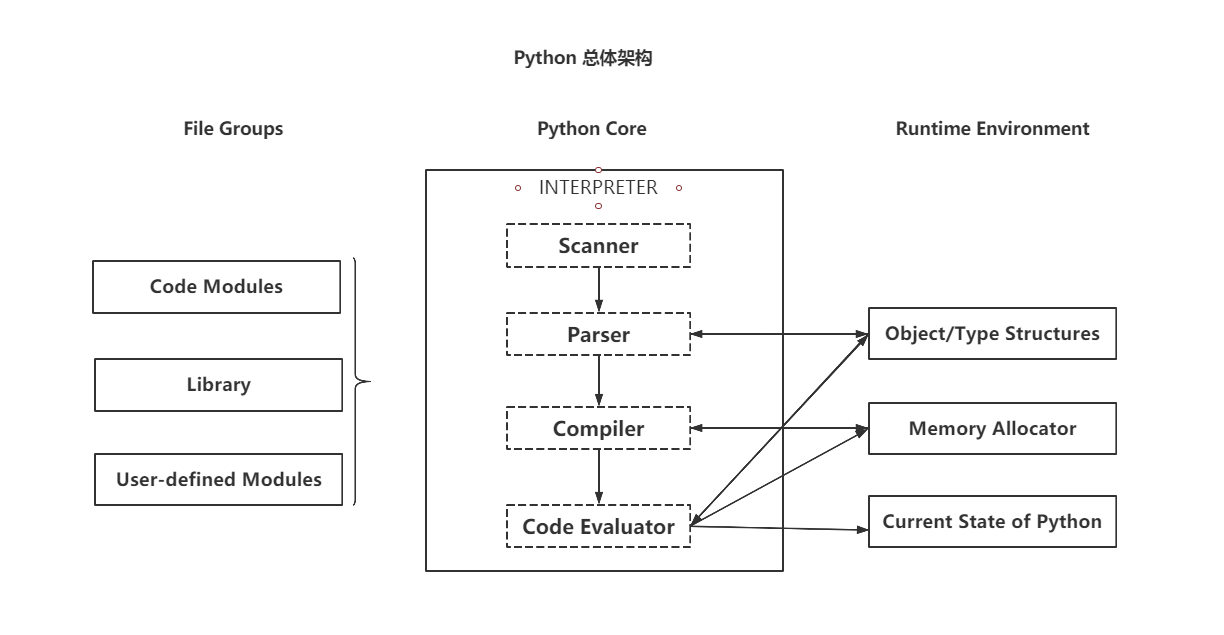 Python 总体架构
File Groups
Python Core
Runtime Environment
INTERPRETER
Scanner
Code Modules
Parser
Object/Type Structures
Library
Compiler
Memory Allocator
User-defined Modules
Code Evaluator
Current State of Python